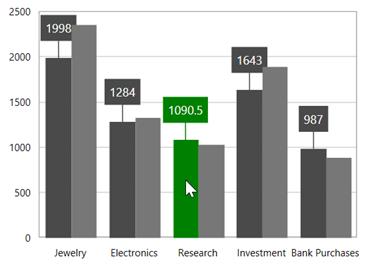 2500
2000
1500
1000
500
0
1998
1284
1090.5
1643
987
Jewelry
Electronics
Research
Investment
Bank Purchases